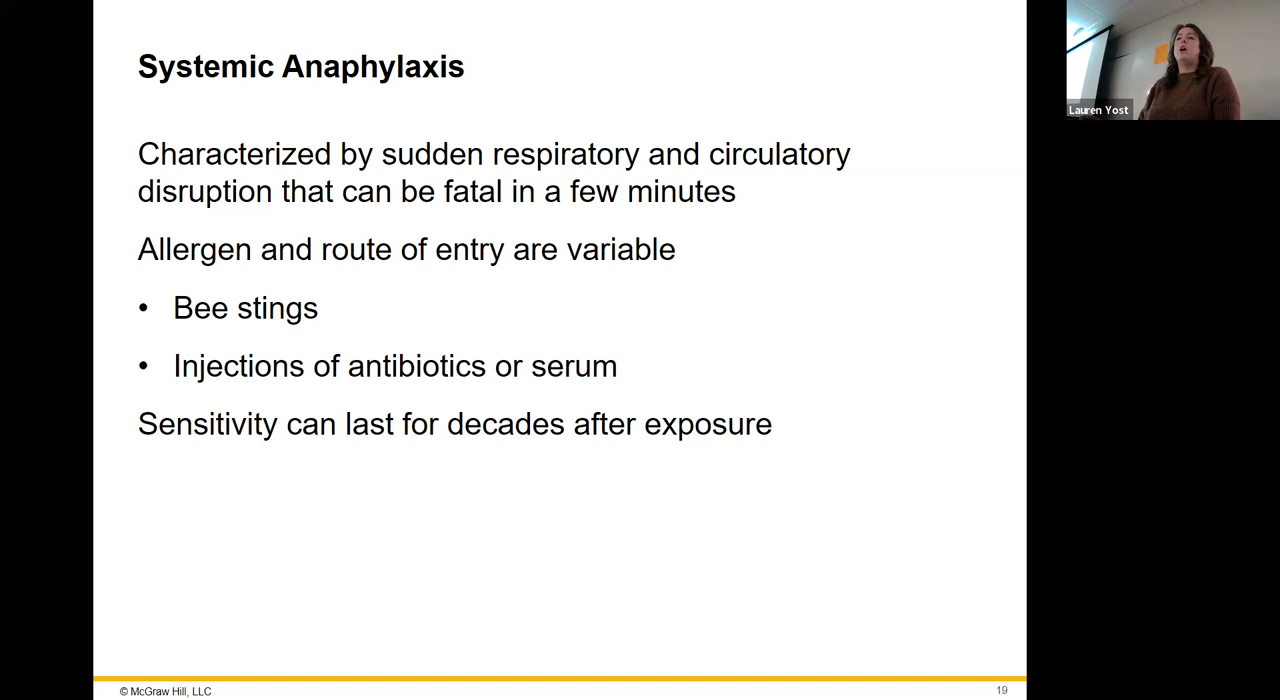 Systemic Anaphylaxis
Characterized by sudden respiratory and circulatory
disruption that can be fatal in a few minutes
Allergen and route of entry are variable
• Bee stings
• Injections of antibiotics or serum
Sensitivity can last for decades after exposure
© McGraw Hill, LLC
19
Lauren Yost